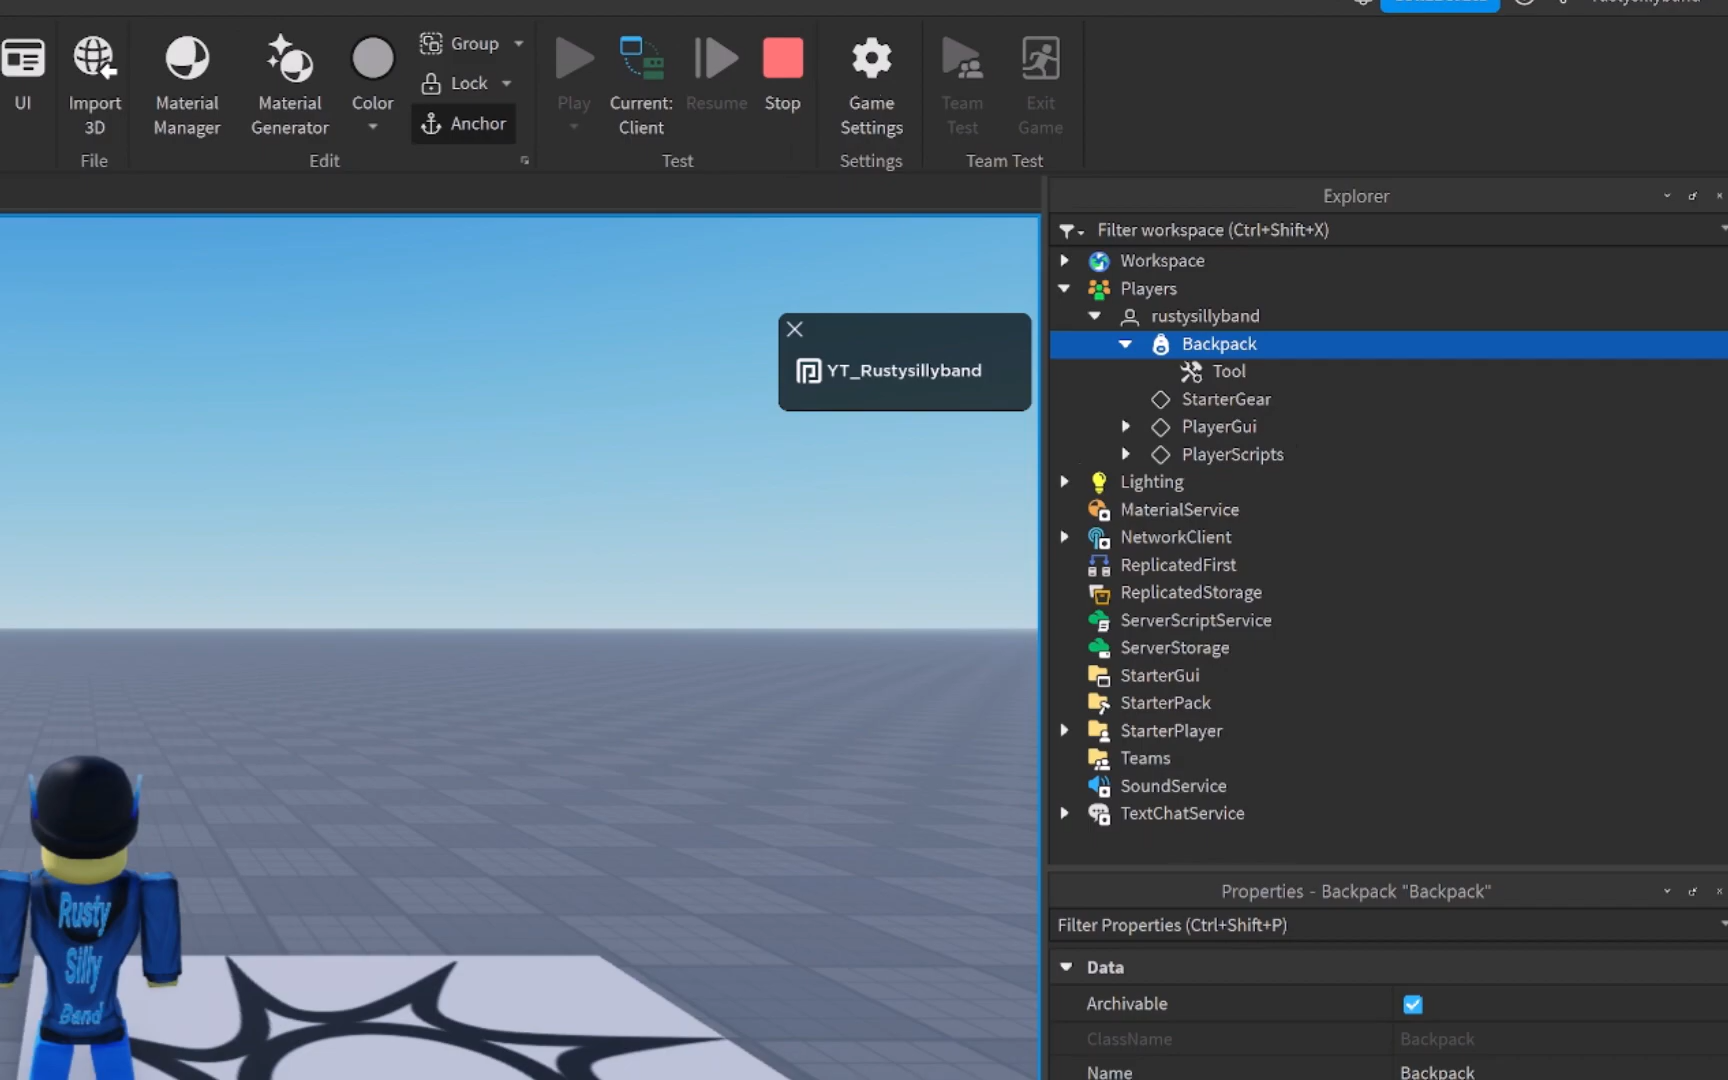 UI
Import
3D
Material
Manager
Material
Generator
Color
Group
Lock
Anchor
Play
Current:
Client
Resume
Stop
Game
Settings
Team
Test
Exit
Game
File
Edit
Test
Settings
Team Test
Explorer
Filter workspace (Ctrl+Shift+X)
Workspace
Players
rustysillyband
Backpack
Tool
StarterGear
PlayerGui
PlayerScripts
Lighting
MaterialService
NetworkClient
ReplicatedFirst
ReplicatedStorage
ServerScriptService
ServerStorage
StarterGui
StarterPack
StarterPlayer
Teams
SoundService
TextChatService
YT_Rustysillyband
Rusty
Silly
Band
Properties - Backpack "Backpack"
Filter Properties (Ctrl+Shift+P)
Data
Archivable
ClassName Backpack
Name Backpack